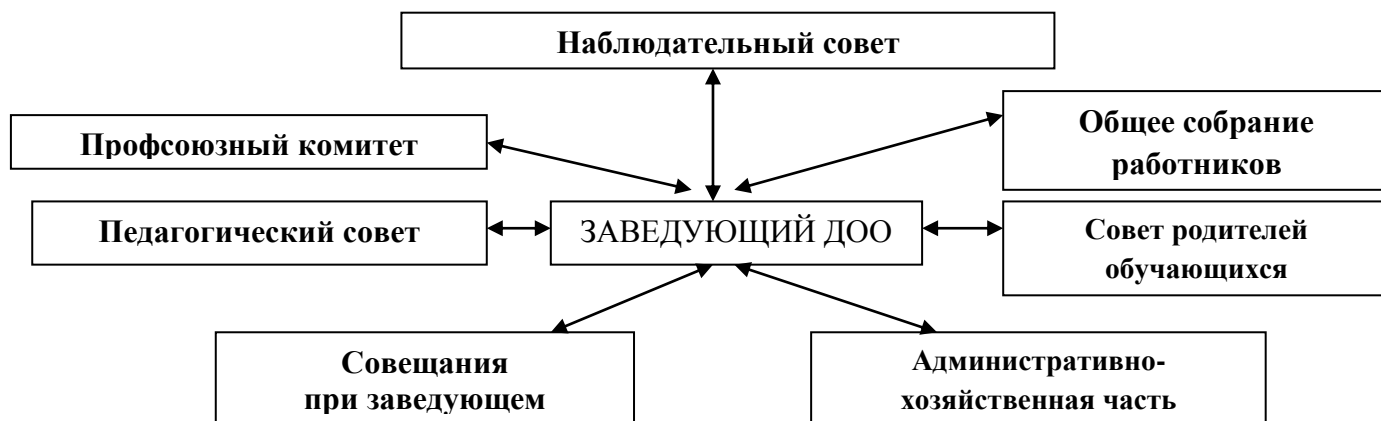 Наблюдательный совет
Профсоюзный комитет
Общее собрание
работников
Педагогический совет
ЗАВЕДУЮЩИЙ ДОО
Совет родителей
обучающихся
Совещания
при заведующем
Административно-
хозяйственная часть